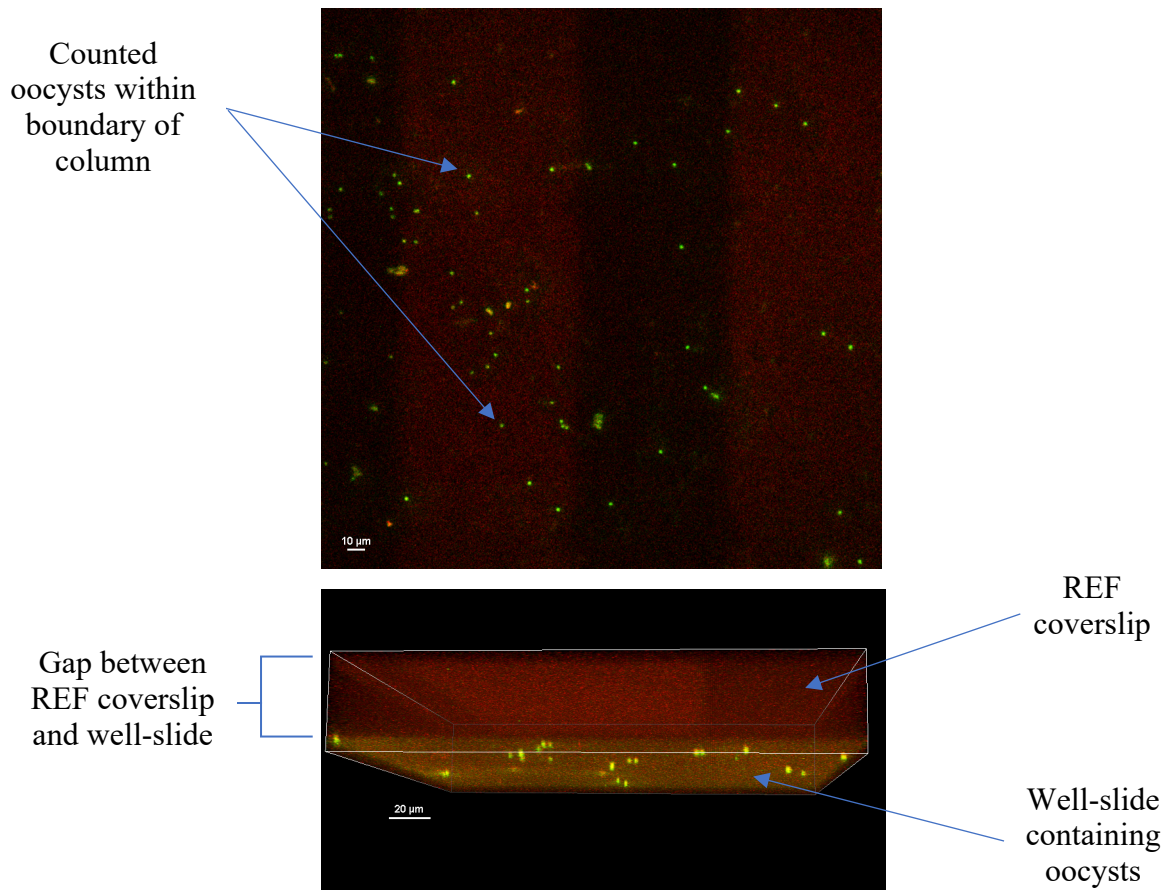 Counted
oocysts within
boundary of
column
10 µm
REF
coverslip
Gap between
REF coverslip
and well-slide
20 µm
Well-slide
containing
oocysts